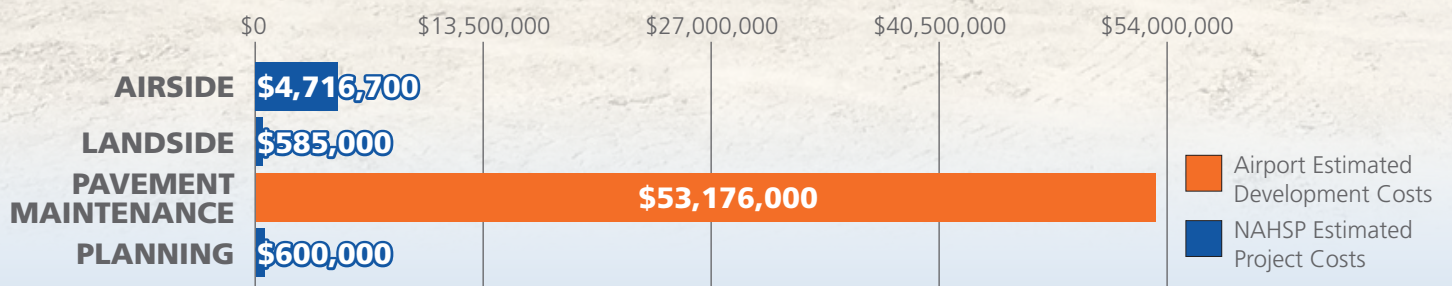 $0 $13,500,000 $27,000,000 $40,500,000 $54,000,000
AIRSIDE $4,716,700
LANDSIDE $585,000
PAVEMENT
MAINTENANCE $53,176,000
PLANNING $600,000
Airport Estimated
Development Costs
NAHSP Estimated
Project Costs